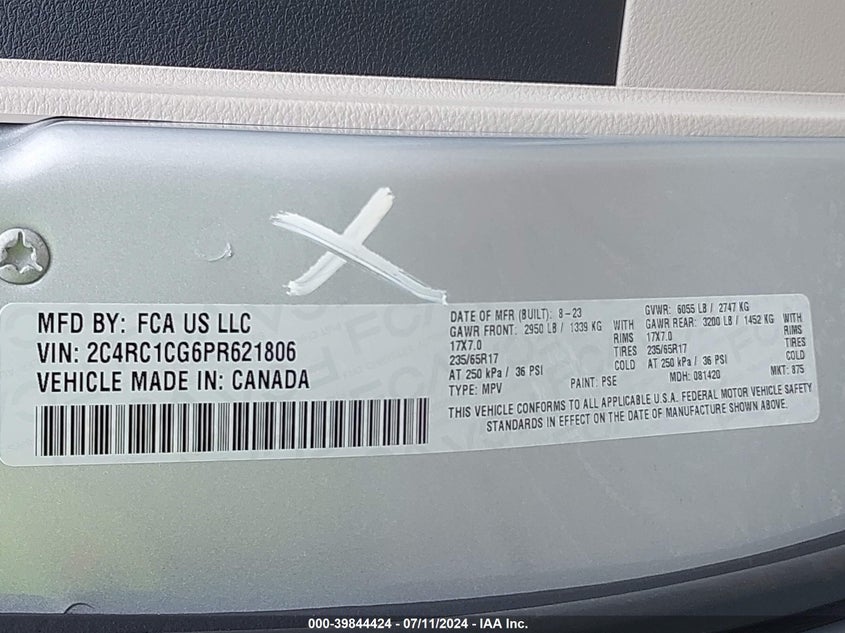 MFD BY: FCA US LLC
VIN: 2C4RC1CG6PR621806
VEHICLE MADE IN: CANADA
DATE OF MFR (BUILT): 8-23 GVWR: 6055 LB / 2747 KG
GAWR FRONT: 2950 LB / 1339 KG WITH GAWR REAR: 3200 LB / 1452 KG WITH
17X7.0 RIMS 17X7.0 RIMS
235/65R17 TIRES 235/65R17 TIRES
AT 250 kPa / 36 PSI COLD AT 250 kPa / 36 PSI COLD
TYPE: MPV PAINT: PSE MDH: 081420 MKT: 875
THIS VEHICLE CONFORMS TO ALL APPLICABLE U.S.A. FEDERAL MOTOR VEHICLE SAFETY
STANDARDS IN EFFECT ON THE DATE OF MANUFACTURE SHOWN ABOVE.
000-39844424 - 07/11/2024 - IAA Inc.